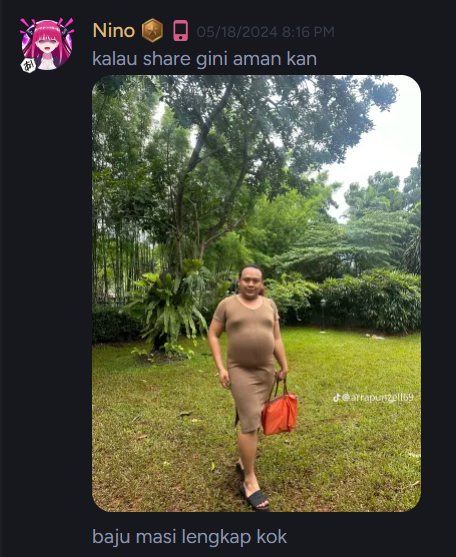 Nino 05/18/2024 8:16 PM
kalau share gini aman kan
@arrapunzell69
baju masi lengkap kok